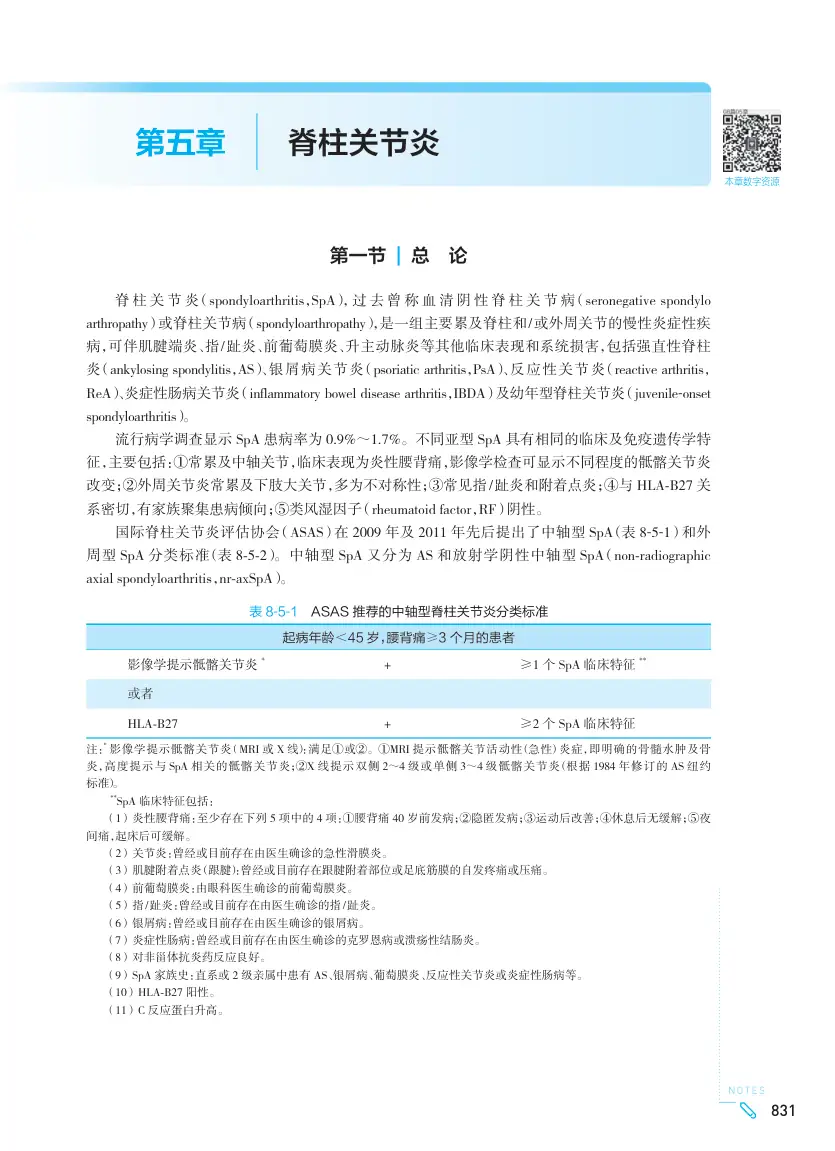 第五章 脊柱关节炎
本章数字资源
第一节 | 总 论
脊柱关节炎(spondyloarthritis,SpA),过去曾称血清阴性脊柱关节病(seronegative spondylo
arthropathy)或脊柱关节病(spondyloarthropathy),是一组主要累及脊柱和/或外周关节的慢性炎症性疾
病,可伴肌腱端炎、指/趾炎、前葡萄膜炎、升主动脉炎等其他临床表现和系统损害,包括强直性脊柱
炎(ankylosing spondylitis,AS)、银屑病关节炎(psoriatic arthritis,PsA)、反应性关节炎(reactive arthritis,
ReA)、炎症性肠病关节炎(inflammatory bowel disease arthritis,IBDA)及幼年型脊柱关节炎(juvenile-onset
spondyloarthritis)。
流行病学调查显示 SpA 患病率为 0.9%～1.7%。不同亚型 SpA 具有相同的临床及免疫遗传学特
征,主要包括:①常累及中轴关节,临床表现为炎性腰背痛,影像学检查可显示不同程度的骶髂关节炎
改变;②外周关节炎常累及下肢大关节,多为不对称性;③常见指/趾炎和附着点炎;④与 HLA-B27 关
系密切,有家族聚集患病倾向;⑤类风湿因子(rheumatoid factor,RF)阴性。
国际脊柱关节炎评估协会(ASAS)在 2009 年及 2011 年先后提出了中轴型 SpA(表 8-5-1)和外
周型 SpA 分类标准(表 8-5-2)。中轴型 SpA 又分为 AS 和放射学阴性中轴型 SpA(non-radiographic
axial spondyloarthritis,nr-axSpA)。
表 8-5-1 ASAS 推荐的中轴型脊柱关节炎分类标准
起病年龄＜45 岁,腰背痛≥3 个月的患者
影像学提示骶髂关节炎* + ≥1 个 SpA 临床特征**
或者
HLA-B27 + ≥2 个 SpA 临床特征
注:*影像学提示骶髂关节炎(MRI 或 X 线):满足①或②。①MRI 提示骶髂关节活动性(急性)炎症,即明确的骨髓水肿及骨
炎,高度提示与 SpA 相关的骶髂关节炎;②X 线提示双侧 2～4 级或单侧 3～4 级骶髂关节炎(根据 1984 年修订的 AS 纽约
标准)。
**SpA 临床特征包括:
(1)炎性腰背痛:至少存在下列 5 项中的 4 项:①腰背痛 40 岁前发病;②隐匿发病;③运动后改善;④休息后无缓解;⑤夜
间痛,起床后可缓解。
(2)关节炎:曾经或目前存在由医生确诊的急性滑膜炎。
(3)肌腱附着点炎(跟腱):曾经或目前存在跟腱附着部位或足底筋膜的自发疼痛或压痛。
(4)前葡萄膜炎:由眼科医生确诊的前葡萄膜炎。
(5)指/趾炎:曾经或目前存在由医生确诊的指/趾炎。
(6)银屑病:曾经或目前存在由医生确诊的银屑病。
(7)炎症性肠病:曾经或目前存在由医生确诊的克罗恩病或溃疡性结肠炎。
(8)对非甾体抗炎药反应良好。
(9)SpA 家族史:直系或 2 级亲属中患有 AS、银屑病、葡萄膜炎、反应性关节炎或炎症性肠病等。
(10)HLA-B27 阳性。
(11)C 反应蛋白升高。
NOTES
831